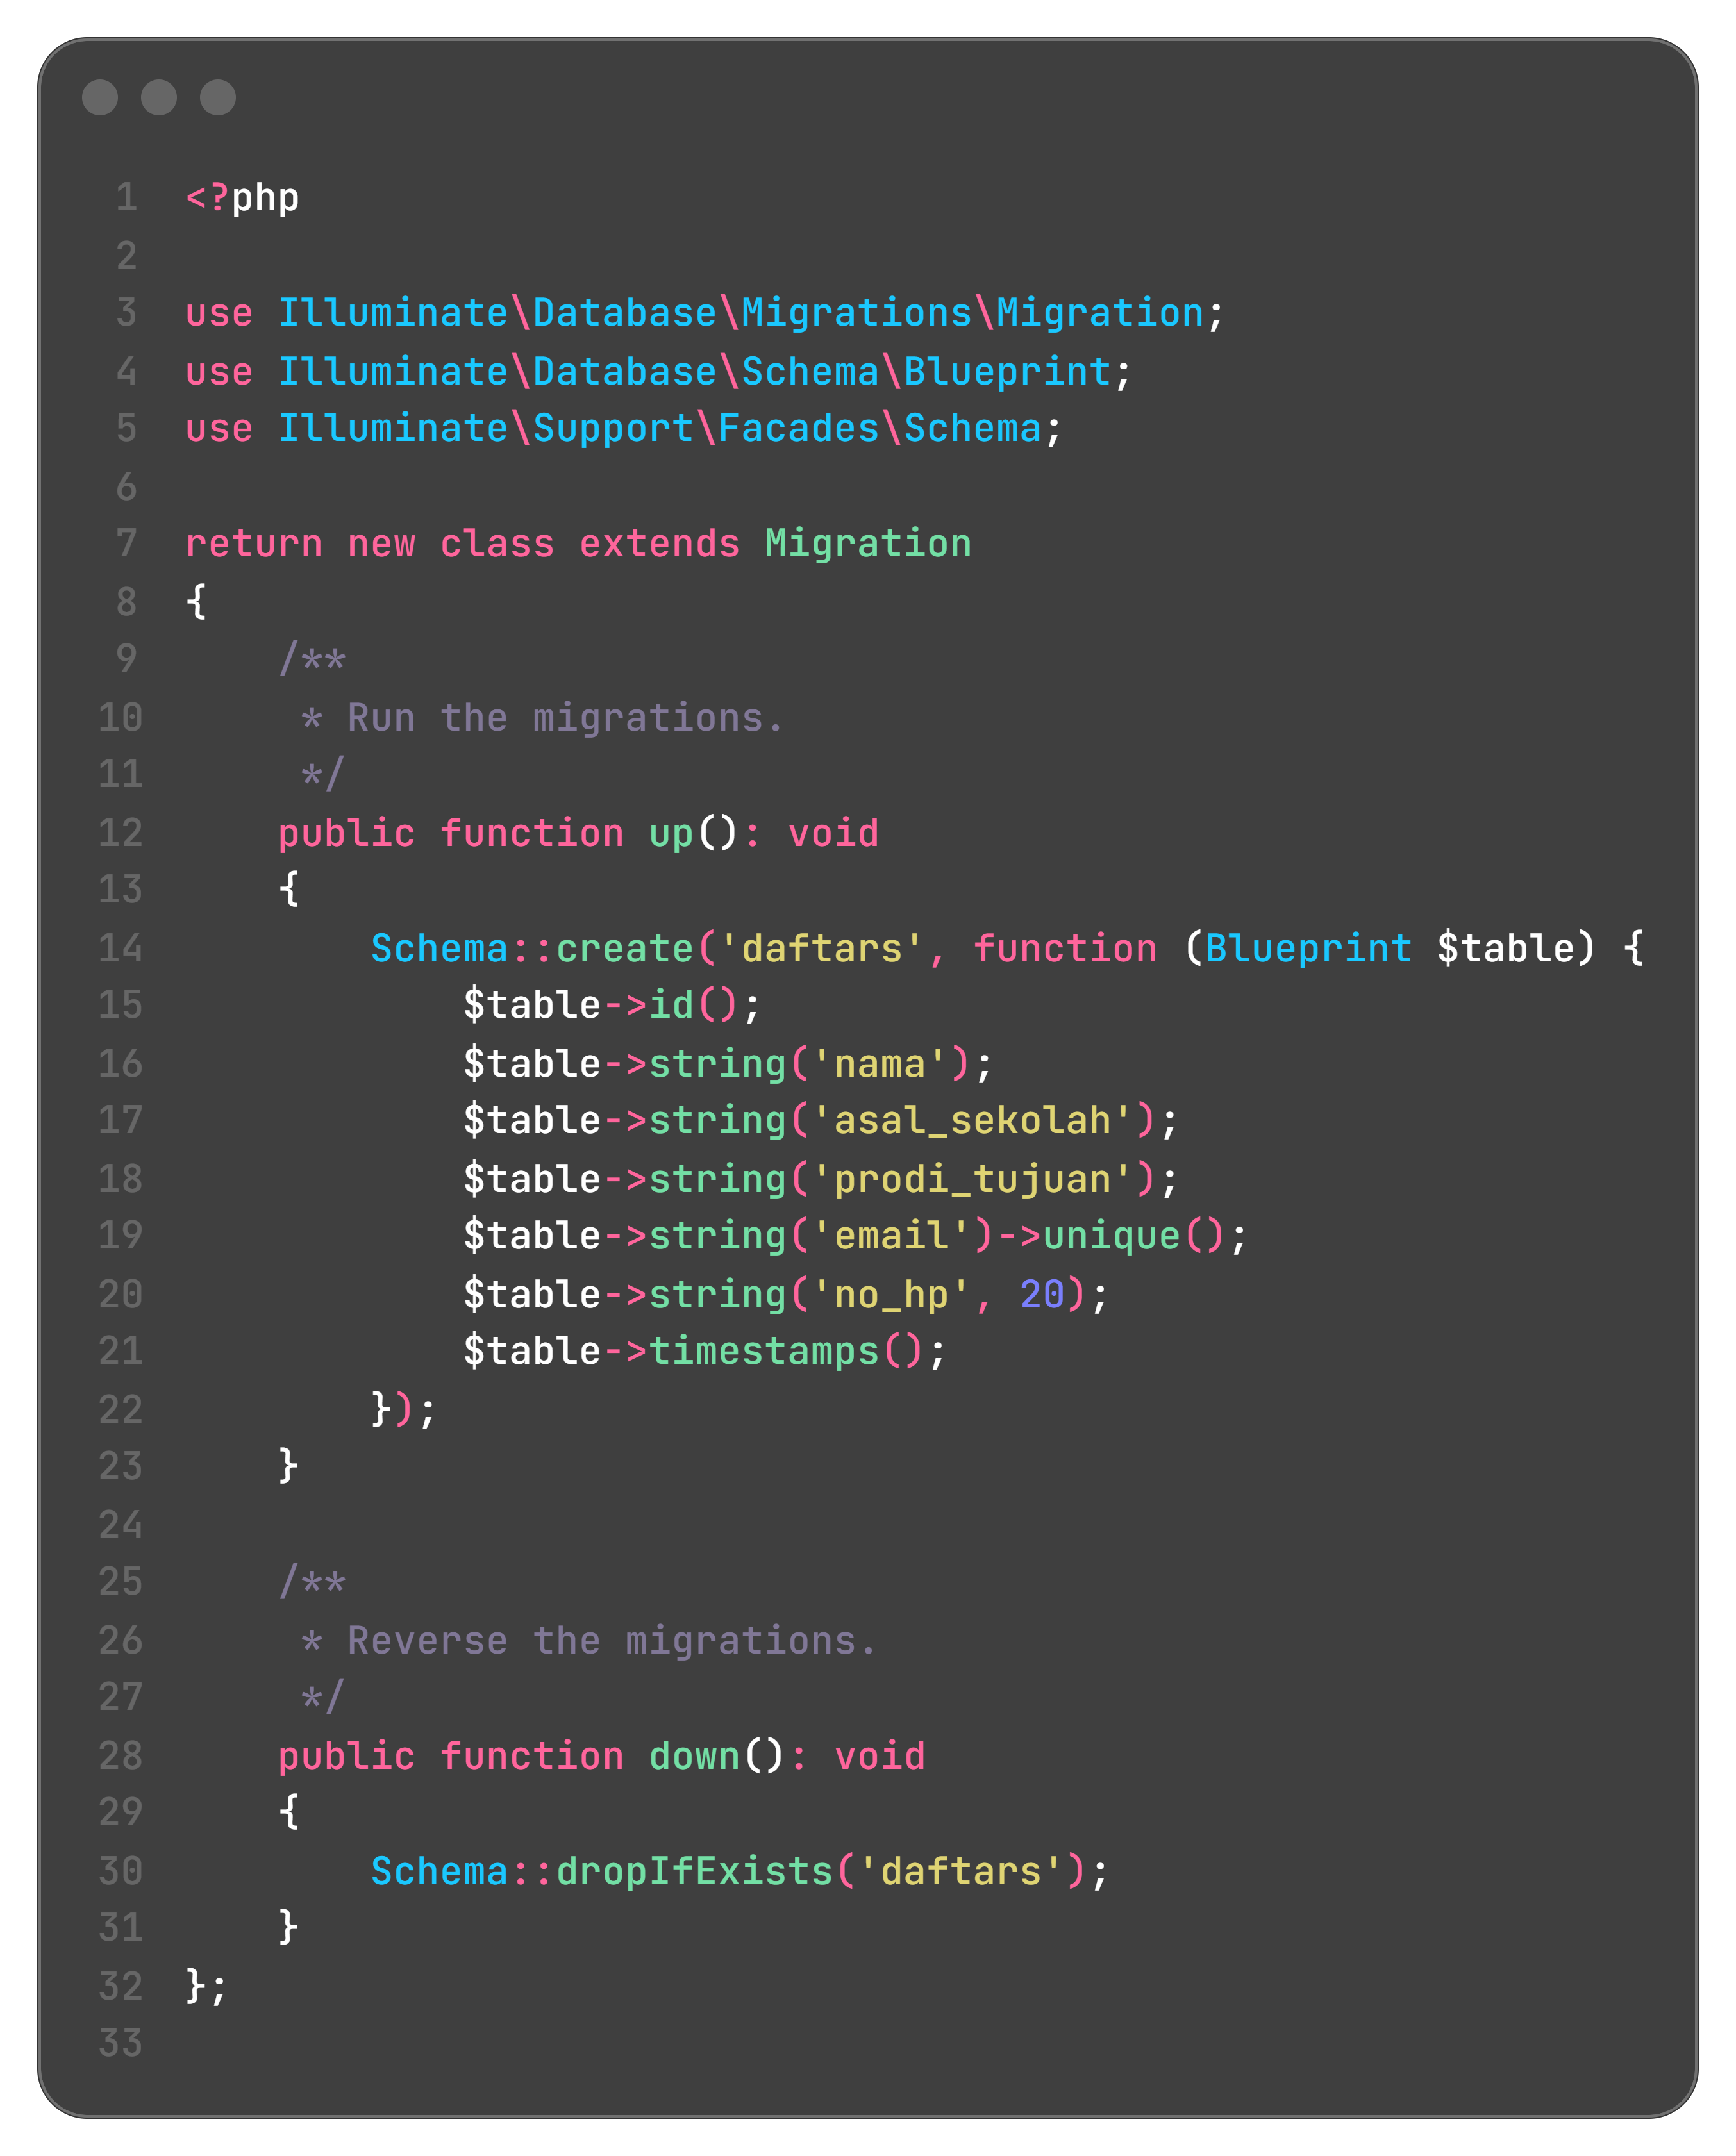 1 <?php
2
3 use Illuminate\Database\Migrations\Migration;
4 use Illuminate\Database\Schema\Blueprint;
5 use Illuminate\Support\Facades\Schema;
6
7 return new class extends Migration
8 {
9     /**
10      * Run the migrations.
11      */
12     public function up(): void
13     {
14         Schema::create('daftars', function (Blueprint $table) {
15             $table->id();
16             $table->string('nama');
17             $table->string('asal_sekolah');
18             $table->string('prodi_tujuan');
19             $table->string('email')->unique();
20             $table->string('no_hp', 20);
21             $table->timestamps();
22         });
23     }
24
25     /**
26      * Reverse the migrations.
27      */
28     public function down(): void
29     {
30         Schema::dropIfExists('daftars');
31     }
32 };
33